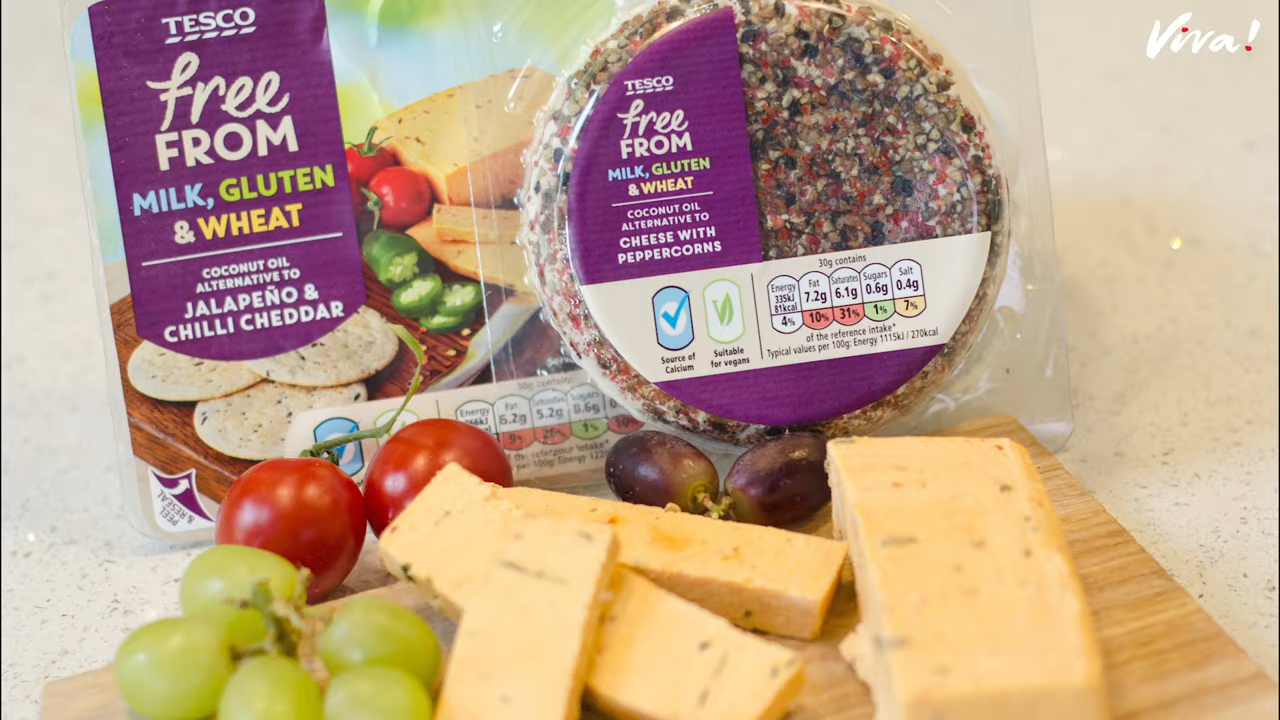 TESCO
free
FROM
MILK, GLUTEN
& WHEAT
COCONUT OIL
ALTERNATIVE TO
JALAPEÑO &
CHILLI CHEDDAR
PEEL
& RESEAL
30g contains
Energy Fat Saturates Sugars
5.2g 0.6g
1% 10%
TESCO
free
FROM
MILK, GLUTEN
& WHEAT
COCONUT OIL
ALTERNATIVE TO
CHEESE WITH
PEPPERCORNS
Source of
Calcium
Suitable
for vegans
30g contains
Energy Fat Saturates Sugars Salt
335kJ 7.2g 6.1g 0.6g 0.4g
81kcal
4% 10% 31% 1% 7%
of the reference intake*
Typical values per 100g: Energy 1115kJ / 270kcal
Viva!